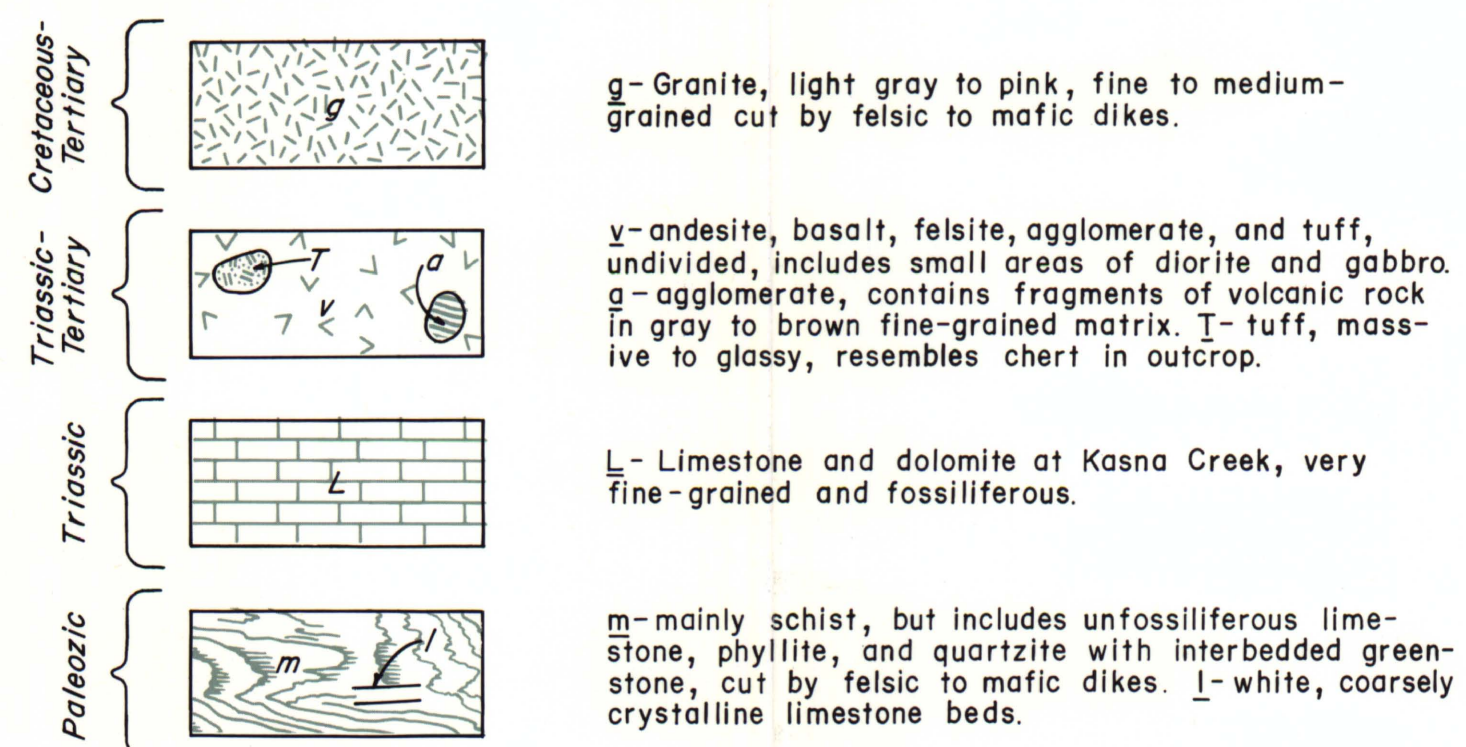 Cretaceous-
Tertiary
g
g- Granite, light gray to pink, fine to medium-
grained cut by felsic to mafic dikes.
Triassic-
Tertiary
T
a
v
v-andesite, basalt, felsite, agglomerate, and tuff,
undivided, includes small areas of diorite and gabbro.
a-agglomerate, contains fragments of volcanic rock
in gray to brown fine-grained matrix. T- tuff, mass-
ive to glassy, resembles chert in outcrop.
Triassic
L
L- Limestone and dolomite at Kasna Creek, very
fine-grained and fossiliferous.
Paleozic
m
l
m-mainly schist, but includes unfossiliferous lime-
stone, phyllite, and quartzite with interbedded green-
stone, cut by felsic to mafic dikes. l-white, coarsely
crystalline limestone beds.